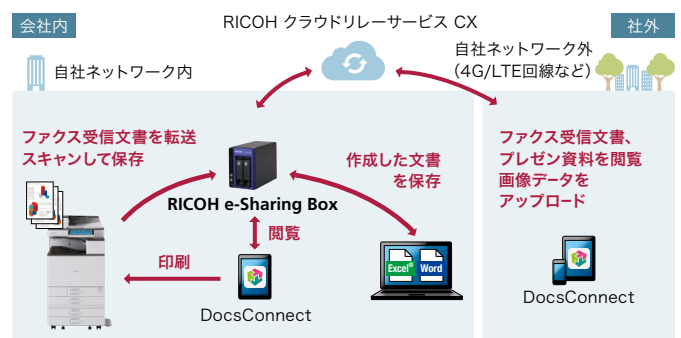 会社内
RICOH クラウドリレーサービス CX
社外
自社ネットワーク内
自社ネットワーク外
（4G/LTE回線など）
ファクス受信文書を転送
スキャンして保存
作成した文書
を保存
ファクス受信文書、
プレゼン資料を閲覧
画像データを
アップロード
RICOH e-Sharing Box
閲覧
印刷
Excel®
Word
DocsConnect
DocsConnect